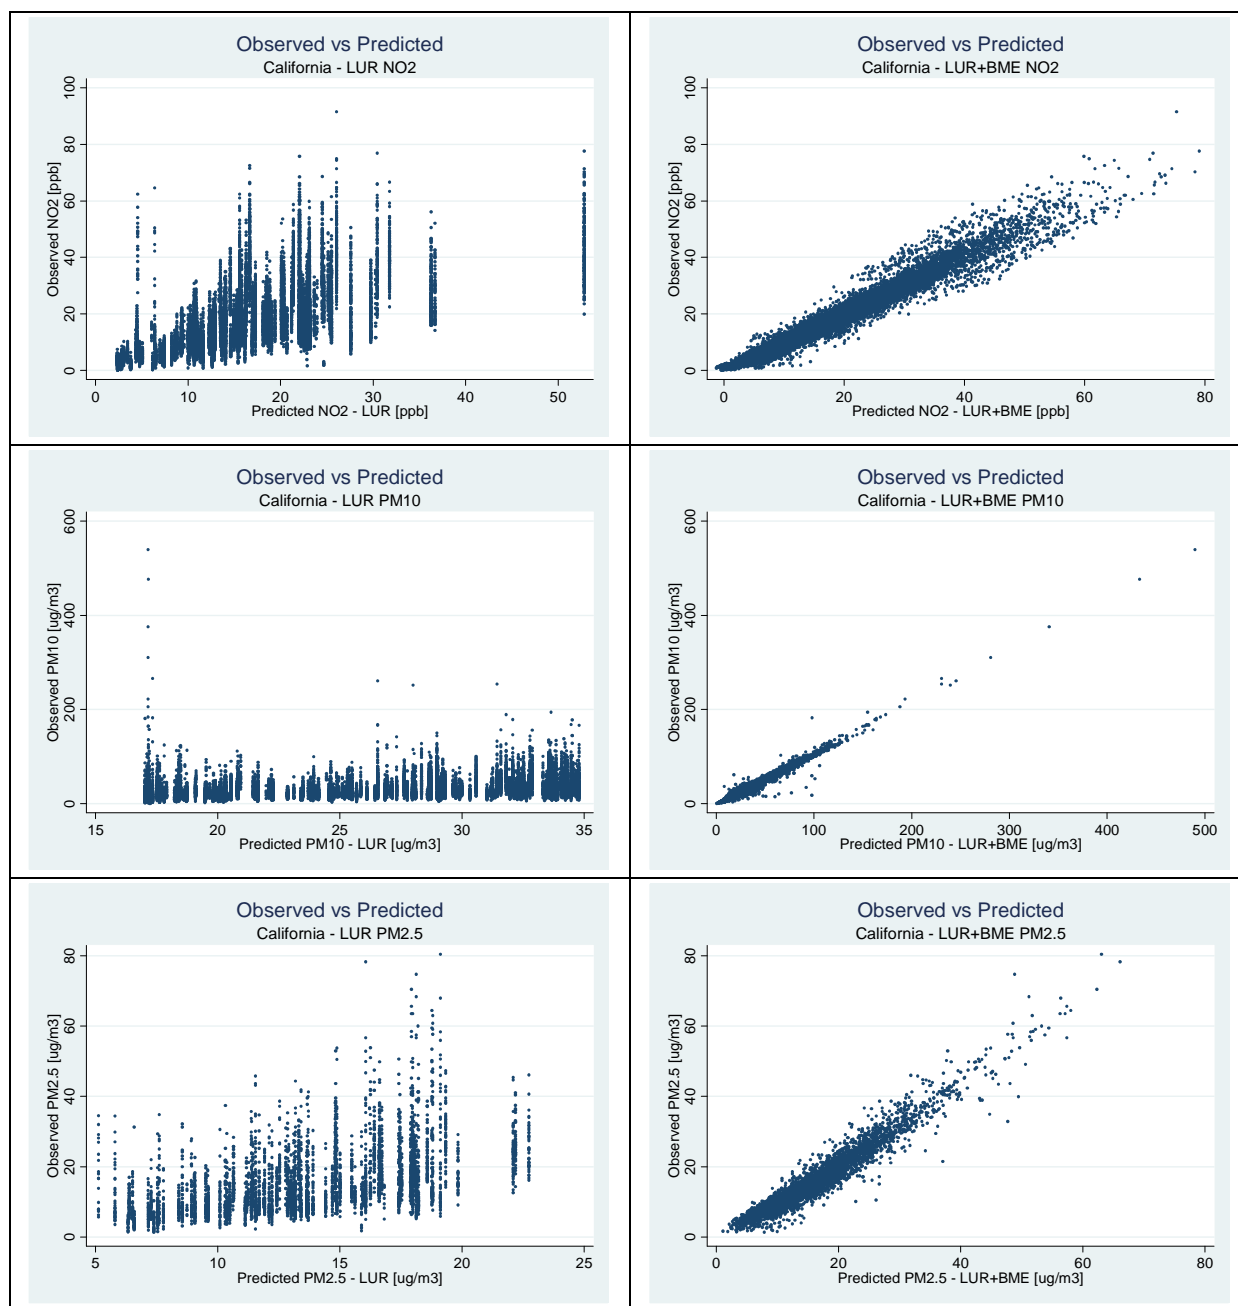 Observed vs Predicted
California - LUR NO2
Observed NO2 [ppb]
100
80
60
40
20
0
0 10 20 30 40 50
Predicted NO2 - LUR [ppb]
Observed vs Predicted
California - LUR+BME NO2
Observed NO2 [ppb]
100
80
60
40
20
0
0 20 40 60 80
Predicted NO2 - LUR+BME [ppb]
Observed vs Predicted
California - LUR PM10
Observed PM10 [ug/m3]
600
400
200
0
15 20 25 30 35
Predicted PM10 - LUR [ug/m3]
Observed vs Predicted
California - LUR+BME PM10
Observed PM10 [ug/m3]
600
400
200
0
0 100 200 300 400 500
Predicted PM10 - LUR+BME [ug/m3]
Observed vs Predicted
California - LUR PM2.5
Observed PM2.5 [ug/m3]
80
60
40
20
0
5 10 15 20 25
Predicted PM2.5 - LUR [ug/m3]
Observed vs Predicted
California - LUR+BME PM2.5
Observed PM2.5 [ug/m3]
80
60
40
20
0
0 20 40 60 80
Predicted PM2.5 - LUR+BME [ug/m3]